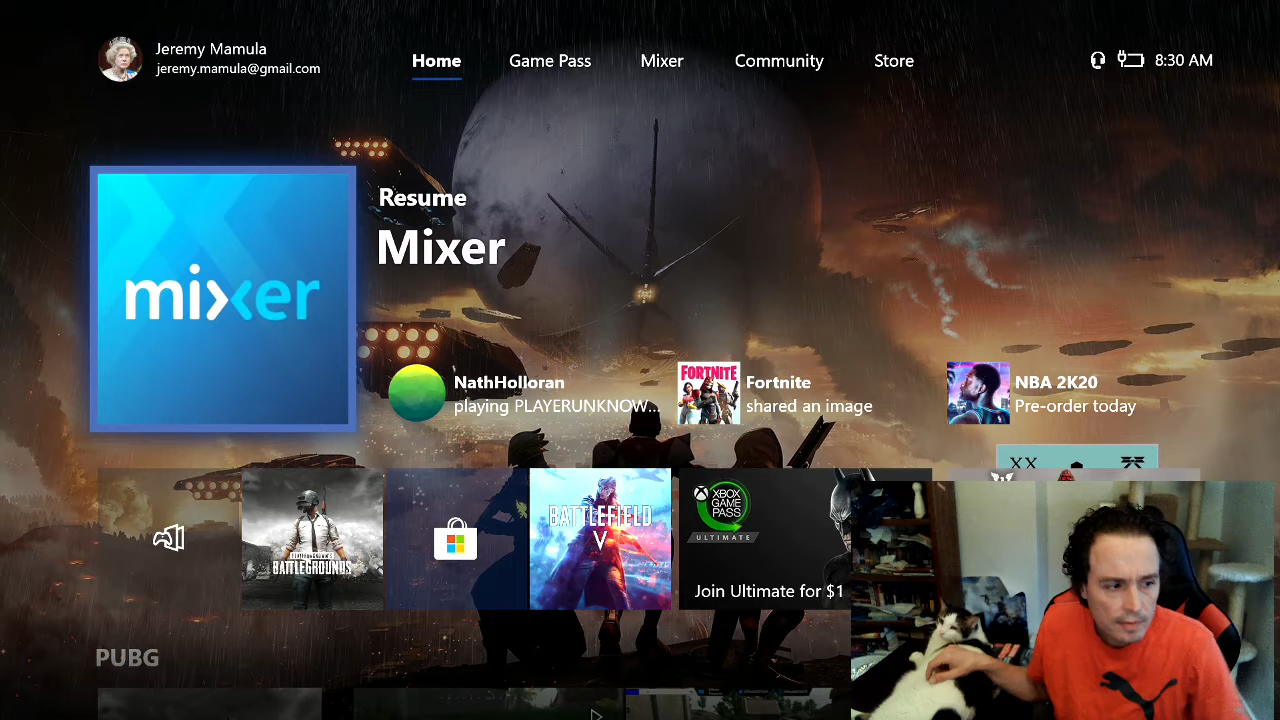 Jeremy Mamula
jeremy.mamula@gmail.com
Home
Game Pass
Mixer
Community
Store
8:30 AM
Resume
Mixer
mixer
NathHolloran
playing PLAYERUNKNOW...
FORTNITE
Fortnite
shared an image
NBA 2K20
Pre-order today
XX
PLAYERUNKNOWN'S
BATTLEGROUNDS
BATTLEFIELD
V
XBOX
GAME
PASS
ULTIMATE
Join Ultimate for $1
PUBG